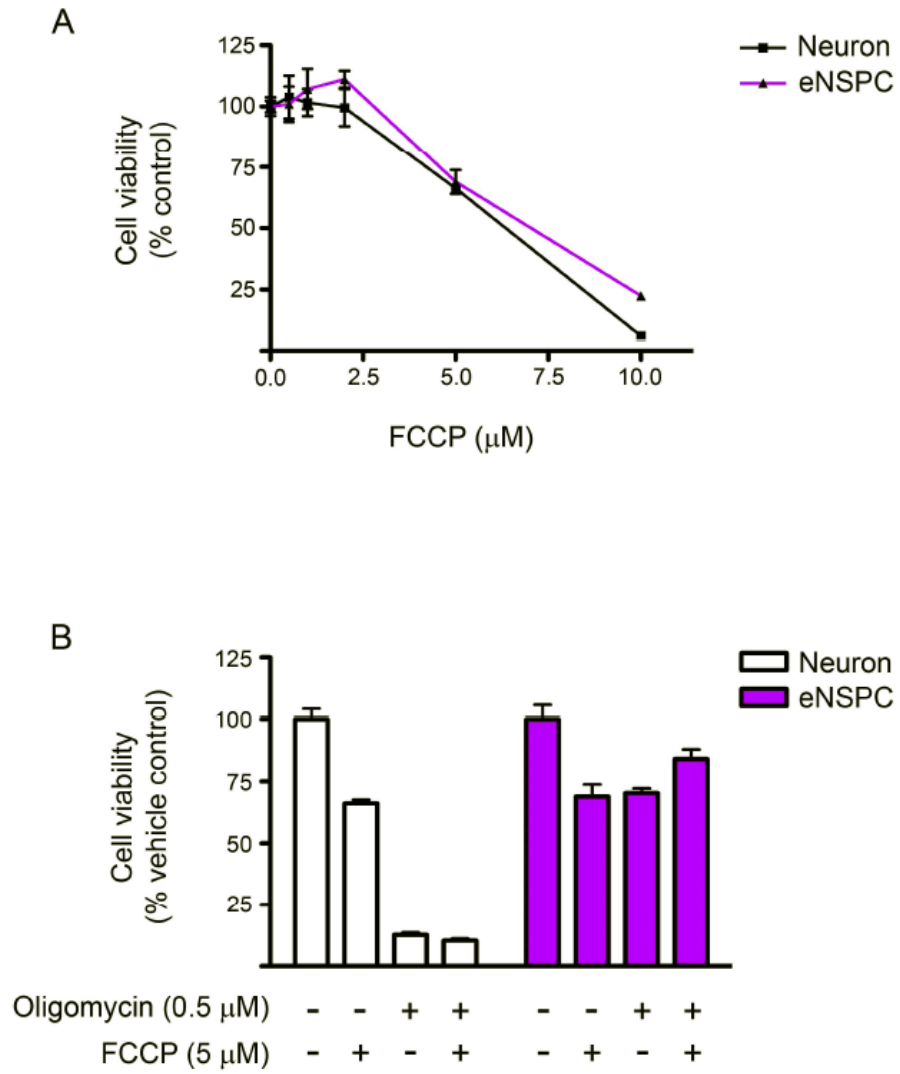 A
125
100
75
50
25
Cell viability
(% control)
0.0 2.5 5.0 7.5 10.0
FCCP (μM)
Neuron
eNSPC
B
125
100
75
50
25
Cell viability
(% vehicle control)
Neuron
eNSPC
Oligomycin (0.5 μM) - - + + - - + +
FCCP (5 μM) - + - + - + - +